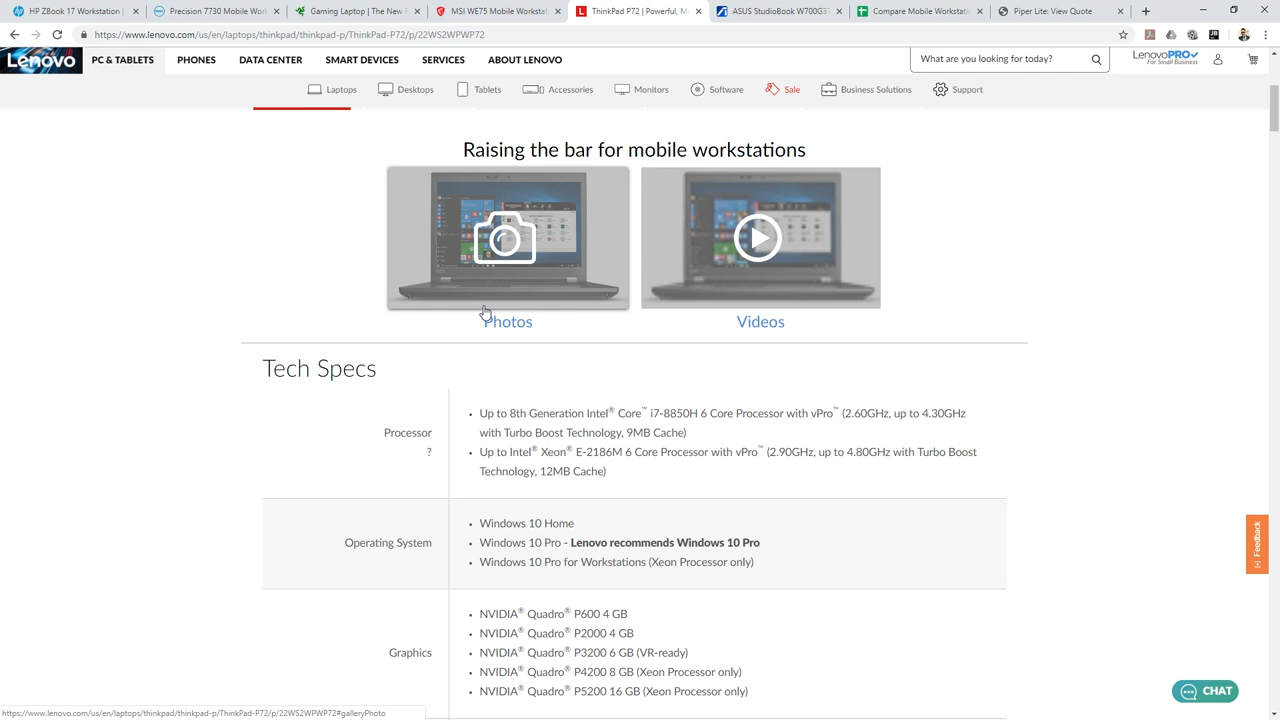 HP ZBook 17 Workstation |
Precision 7730 Mobile Work
Gaming Laptop | The New R
MSI WE75 Mobile Workstat
ThinkPad P72 | Powerful, M
ASUS StudioBook W700G3T
Compare Mobile Workstati
Piper Lite: View Quote
https://www.lenovo.com/us/en/laptops/thinkpad/thinkpad-p/ThinkPad-P72/p/22WS2WPWP72
Lenovo
PC & TABLETS
PHONES
DATA CENTER
SMART DEVICES
SERVICES
ABOUT LENOVO
What are you looking for today?
LenovoPRO
For Small Business
Laptops
Desktops
Tablets
Accessories
Monitors
Software
Sale
Business Solutions
Support
Raising the bar for mobile workstations
Photos
Videos
Tech Specs
Processor
?
• Up to 8th Generation Intel® Core™ i7-8850H 6 Core Processor with vPro™ (2.60GHz, up to 4.30GHz
with Turbo Boost Technology, 9MB Cache)
• Up to Intel® Xeon® E-2186M 6 Core Processor with vPro™ (2.90GHz, up to 4.80GHz with Turbo Boost
Technology, 12MB Cache)
Operating System
• Windows 10 Home
• Windows 10 Pro - Lenovo recommends Windows 10 Pro
• Windows 10 Pro for Workstations (Xeon Processor only)
Graphics
• NVIDIA® Quadro® P600 4 GB
• NVIDIA® Quadro® P2000 4 GB
• NVIDIA® Quadro® P3200 6 GB (VR-ready)
• NVIDIA® Quadro® P4200 8 GB (Xeon Processor only)
• NVIDIA® Quadro® P5200 16 GB (Xeon Processor only)
[+] Feedback
CHAT
https://www.lenovo.com/us/en/laptops/thinkpad/thinkpad-p/ThinkPad-P72/p/22WS2WPWP72#galleryPhoto